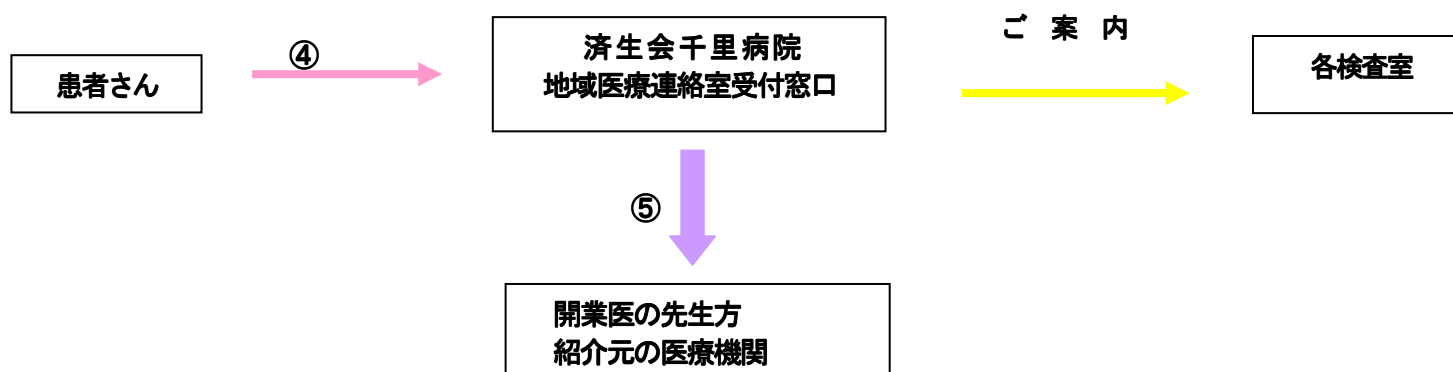 患者さん
④
済生会千里病院
地域医療連絡室受付窓口
ご 案 内
各検査室
⑤
開業医の先生方
紹介元の医療機関